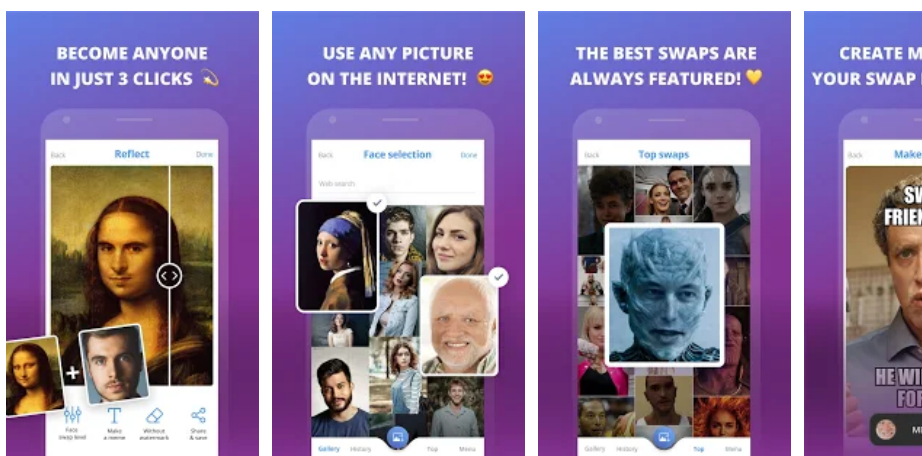 BECOME ANYONE
IN JUST 3 CLICKS
Back
Reflect
Done
Face
swap level
Make
a meme
Without
watermark
Share
& save
USE ANY PICTURE
ON THE INTERNET!
Back
Face selection
Done
Web search
Gallery
History
Top
Menu
THE BEST SWAPS ARE
ALWAYS FEATURED!
Back
Top swaps
Gallery
History
Top
Menu
CREATE M
YOUR SWAP
Back
Make
SW
FRIEN
HE WI
FO